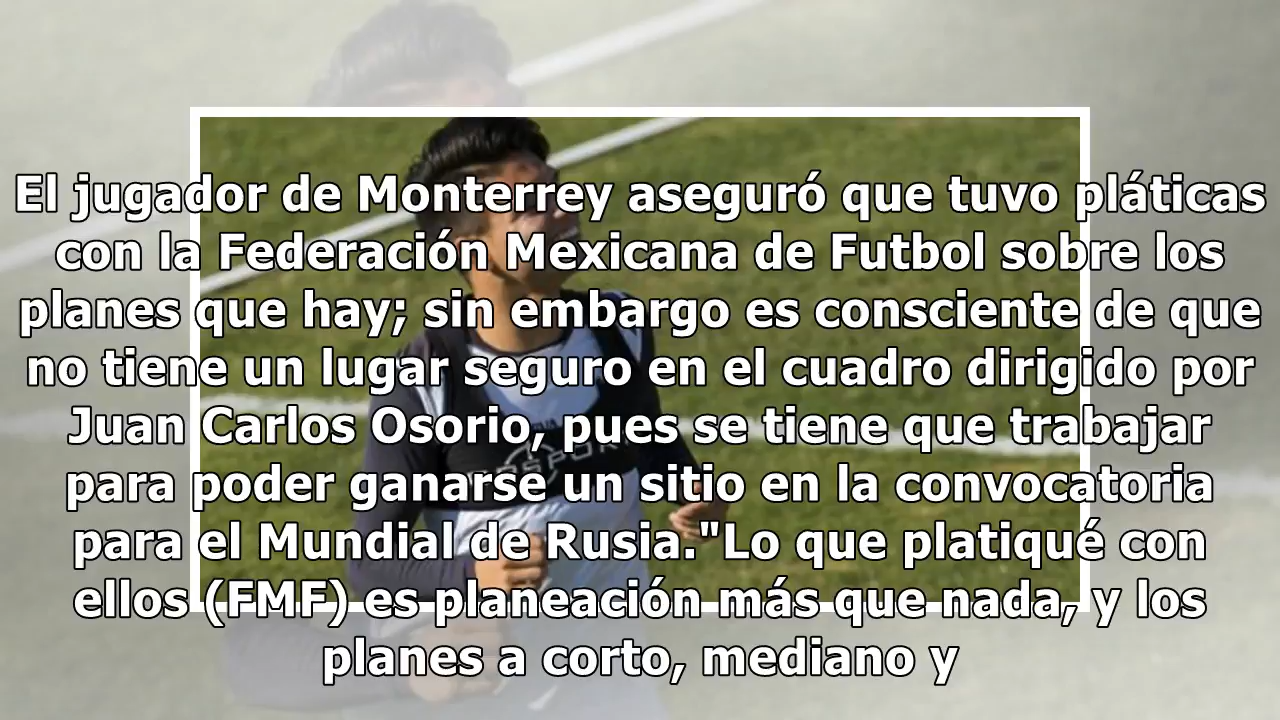 El jugador de Monterrey aseguró que tuvo pláticas
con la Federación Mexicana de Futbol sobre los
planes que hay; sin embargo es consciente de que
no tiene un lugar seguro en el cuadro dirigido por
Juan Carlos Osorio, pues se tiene que trabajar
para poder ganarse un sitio en la convocatoria
para el Mundial de Rusia."Lo que platiqué con
ellos (FMF) es planeación más que nada, y los
planes a corto, mediano y